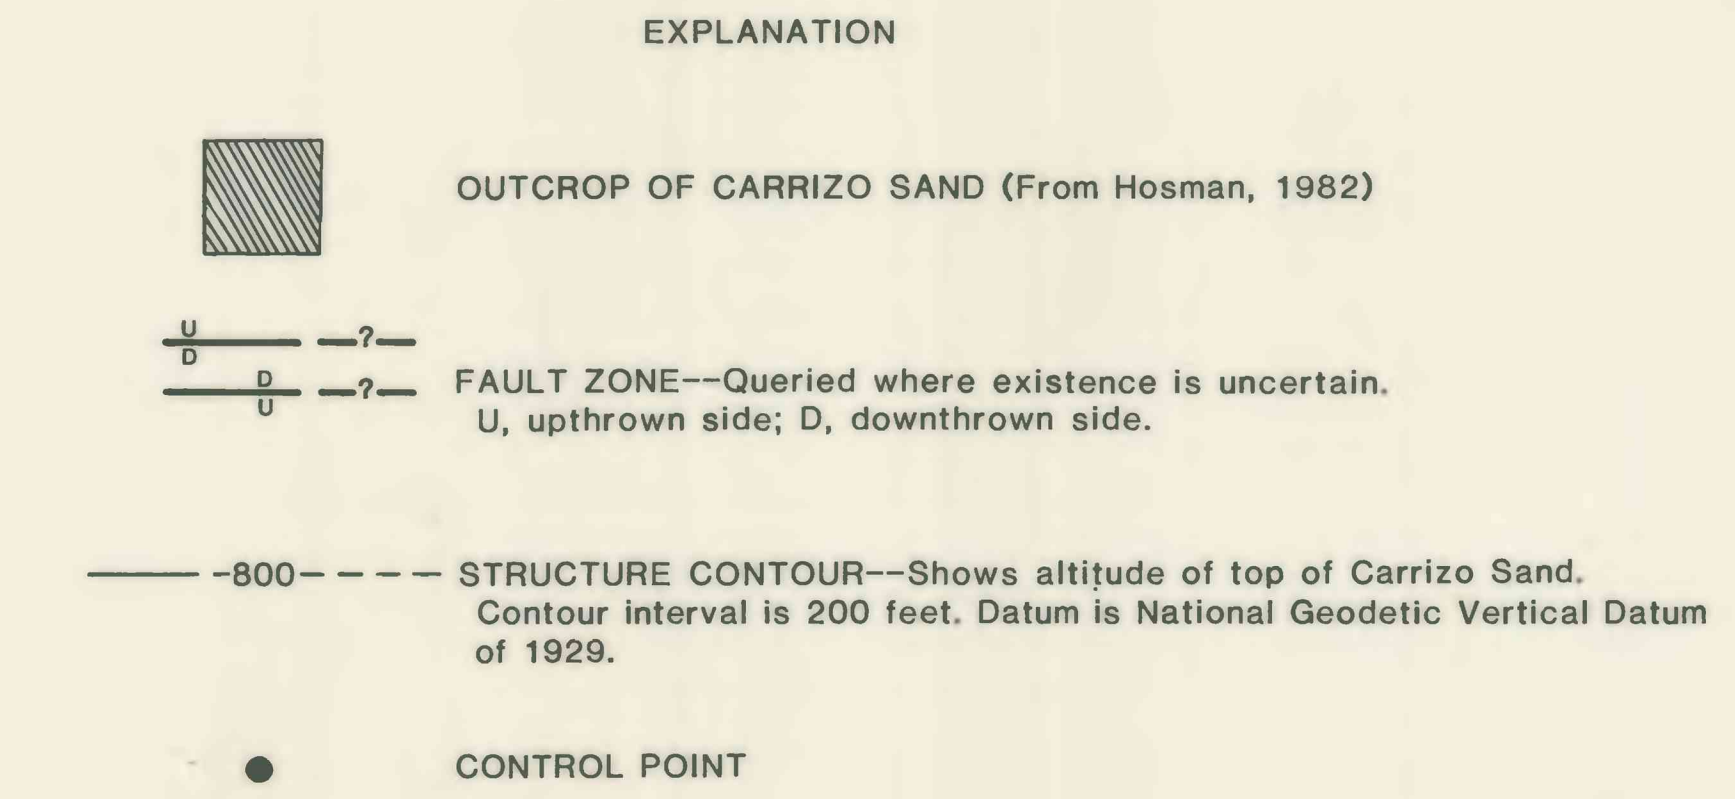 EXPLANATION
OUTCROP OF CARRIZO SAND (From Hosman, 1982)
U
?
D
D
?
U
FAULT ZONE--Queried where existence is uncertain.
U, upthrown side; D, downthrown side.
-800
STRUCTURE CONTOUR--Shows altitude of top of Carrizo Sand.
Contour interval is 200 feet. Datum is National Geodetic Vertical Datum
of 1929.
CONTROL POINT